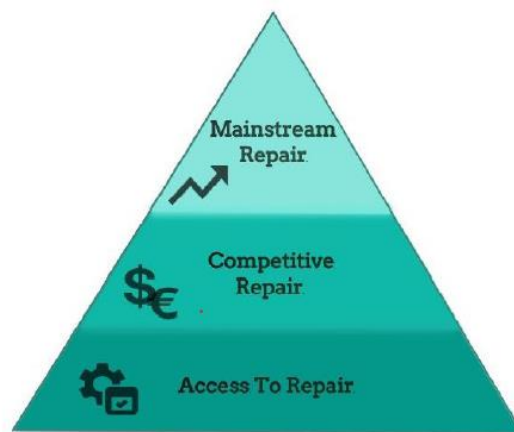 Mainstream
Repair
$€
Competitive
Repair
Access To Repair